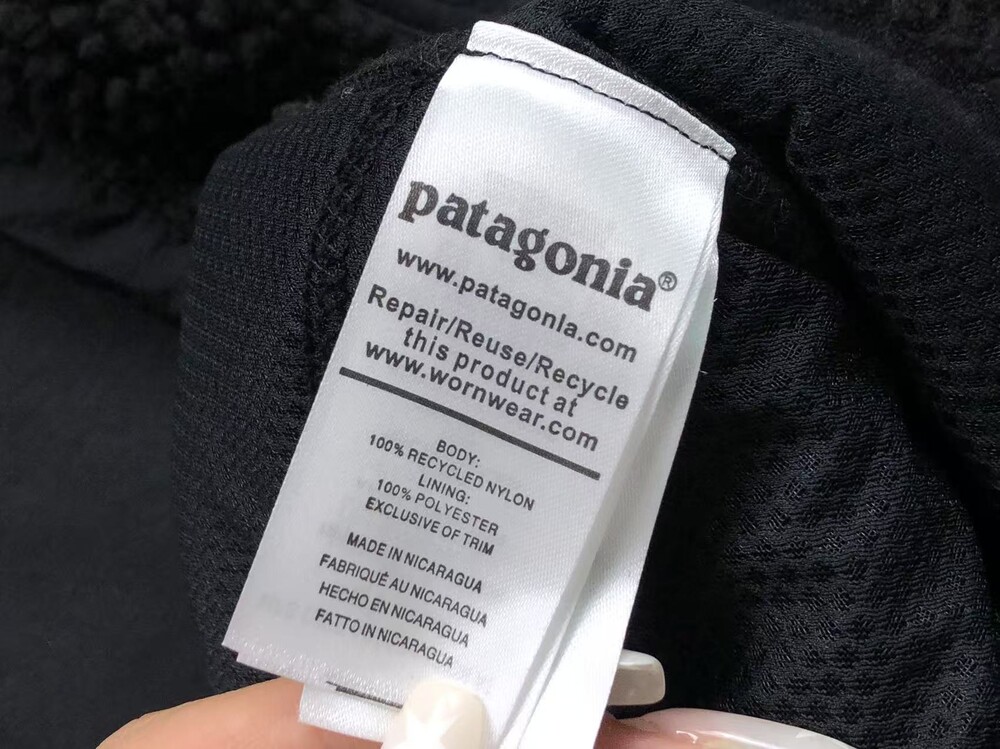 patagonia®
www.patagonla.com
Repair/Reuse/Recycle
this product at
www.wornwear.com
BODY:
100% RECYCLED NYLON
LINING:
100% POLYESTER
EXCLUSIVE OF TRIM
MADE IN NICARAGUA
FABRIQUÉ AU NICARAGUA
HECHO EN NICARAGUA
FATTO IN NICARAGUA